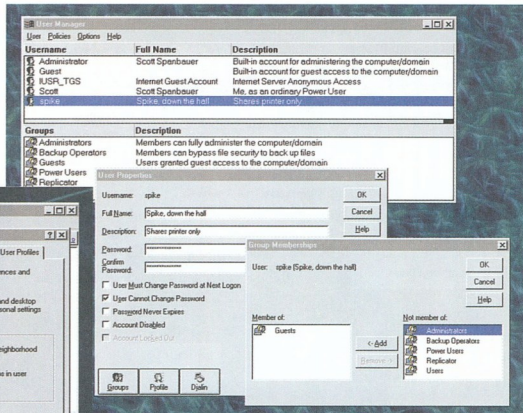 User Manager
User Policies Options Help
Username Full Name Description
Administrator Scott Spanbauer Built-in account for administering the computer/domain
Guest Built-in account for guest access to the computer/domain
IUSR_TGS Internet Guest Account Internet Server Anonymous Access
Scott Scott Spanbauer Me, as an ordinary Power User
spike Spike, down the hall Shares printer only
Groups Description
Administrators Members can fully administer the computer/domain
Backup Operators Members can bypass file security to back up files
Guests Users granted guest access to the computer/domain
Power Users
Replicator
User Properties
Username: spike
OK
Full Name: Spike, down the hall
Cancel
Description: Shares printer only
Help
Password: **************
Confirm
Password: **************
User Must Change Password at Next Logon
User Cannot Change Password
Password Never Expires
Account Disabled
Account Locked Out
Groups Profile Dialin
Group Memberships
User: spike (Spike, down the hall)
OK
Cancel
Help
Member of:
Not member of:
Guests
Administrators
Backup Operators
Power Users
Replicator
Users
<- Add
Remove ->
User Profiles
ences and
nd desktop
sonal settings
eighborhood
s in user